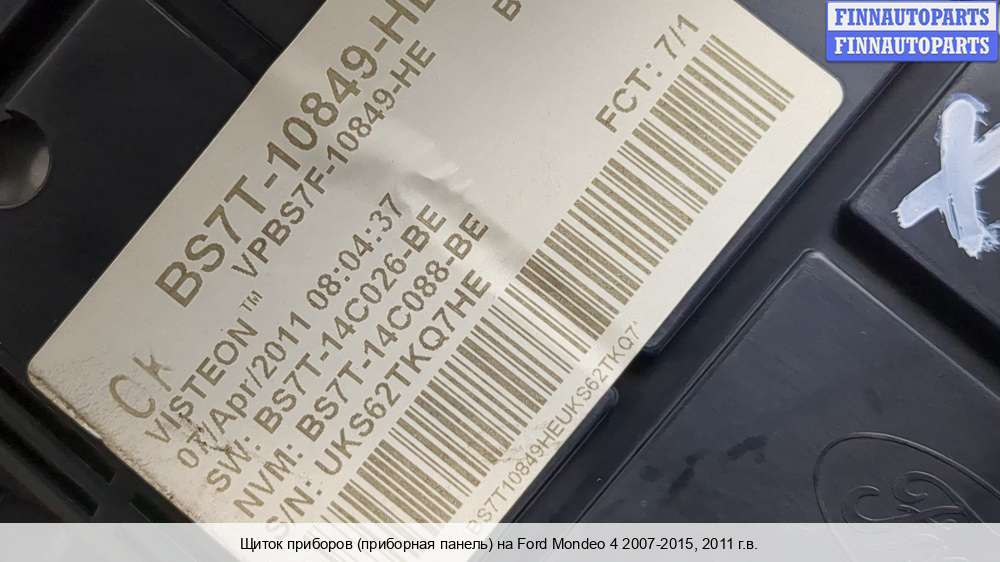 FINNAUTOPARTS
FINNAUTOPARTS
BS7T-10849-HE
VISTEON™ VPBS7F-10849-HE
07/Apr/2011 08:04:37
SW: BS7T-14C026-BE
NVM: BS7T-14C088-BE
S/N: UKS62TKQ7HE
FCT: 7/1
BS7T10849HEUKS62TKQ7
Щиток приборов (приборная панель) на Ford Mondeo 4 2007-2015, 2011 г.в.